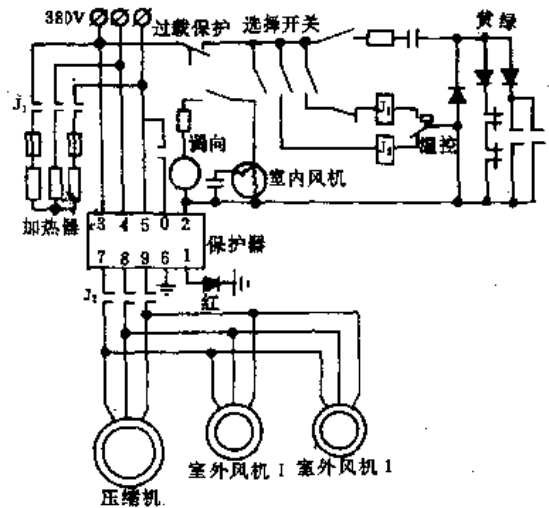 380V
过载保护
选择开关
黄绿
J₁
J₁
调向
J₂
温控
室内风机
加热器
3 4 5 0 2
保护器
7 8 9 6 1
J₂
红
室外风机 1
室外风机 1
压缩机